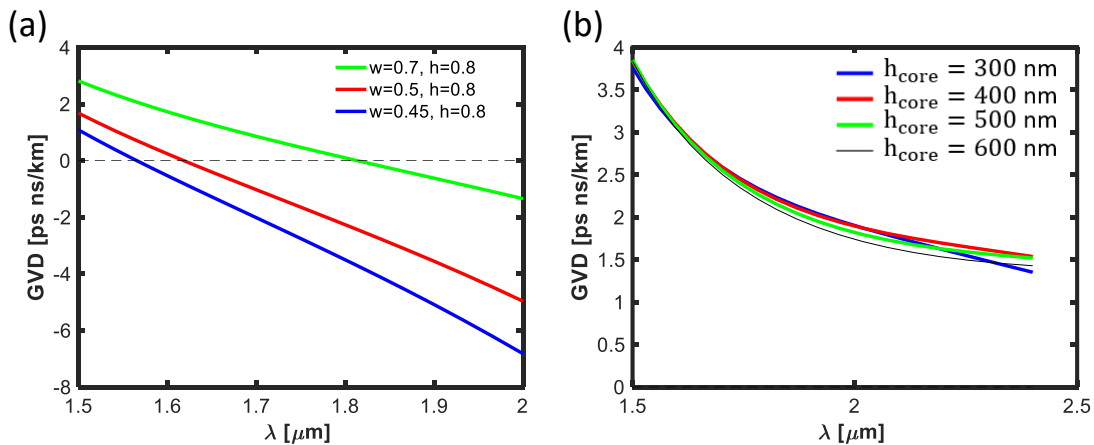 (a)
GVD [ps ns/km]
4
2
0
-2
-4
-6
-8
w=0.7, h=0.8
w=0.5, h=0.8
w=0.45, h=0.8
1.5
1.6
1.7
1.8
1.9
2
λ [μm]
(b)
GVD [ps ns/km]
4
3.5
3
2.5
2
1.5
1
0.5
0
h_core = 300 nm
h_core = 400 nm
h_core = 500 nm
h_core = 600 nm
1.5
2
2.5
λ [μm]